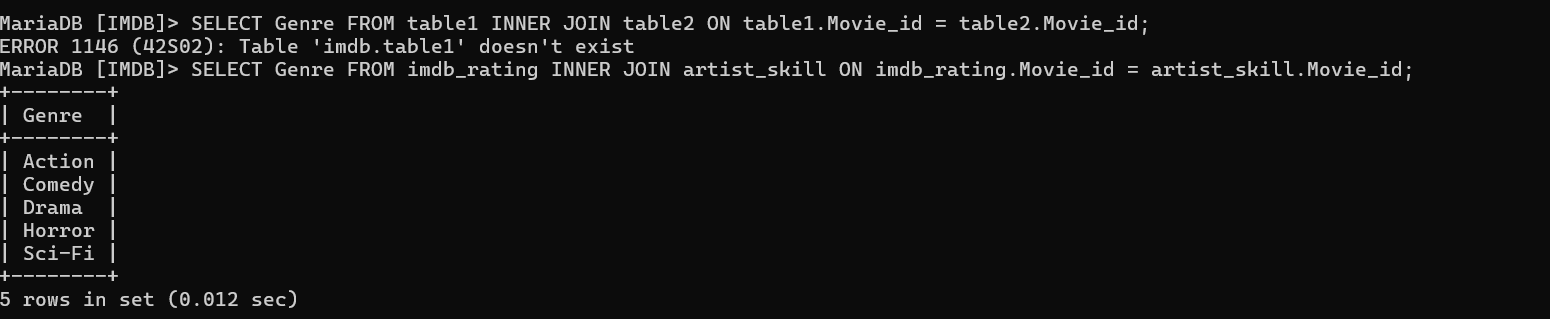 MariaDB [IMDB]> SELECT Genre FROM table1 INNER JOIN table2 ON table1.Movie_id = table2.Movie_id;
ERROR 1146 (42S02): Table 'imdb.table1' doesn't exist
MariaDB [IMDB]> SELECT Genre FROM imdb_rating INNER JOIN artist_skill ON imdb_rating.Movie_id = artist_skill.Movie_id;
+--------+
| Genre  |
+--------+
| Action |
| Comedy |
| Drama  |
| Horror |
| Sci-Fi |
+--------+
5 rows in set (0.012 sec)